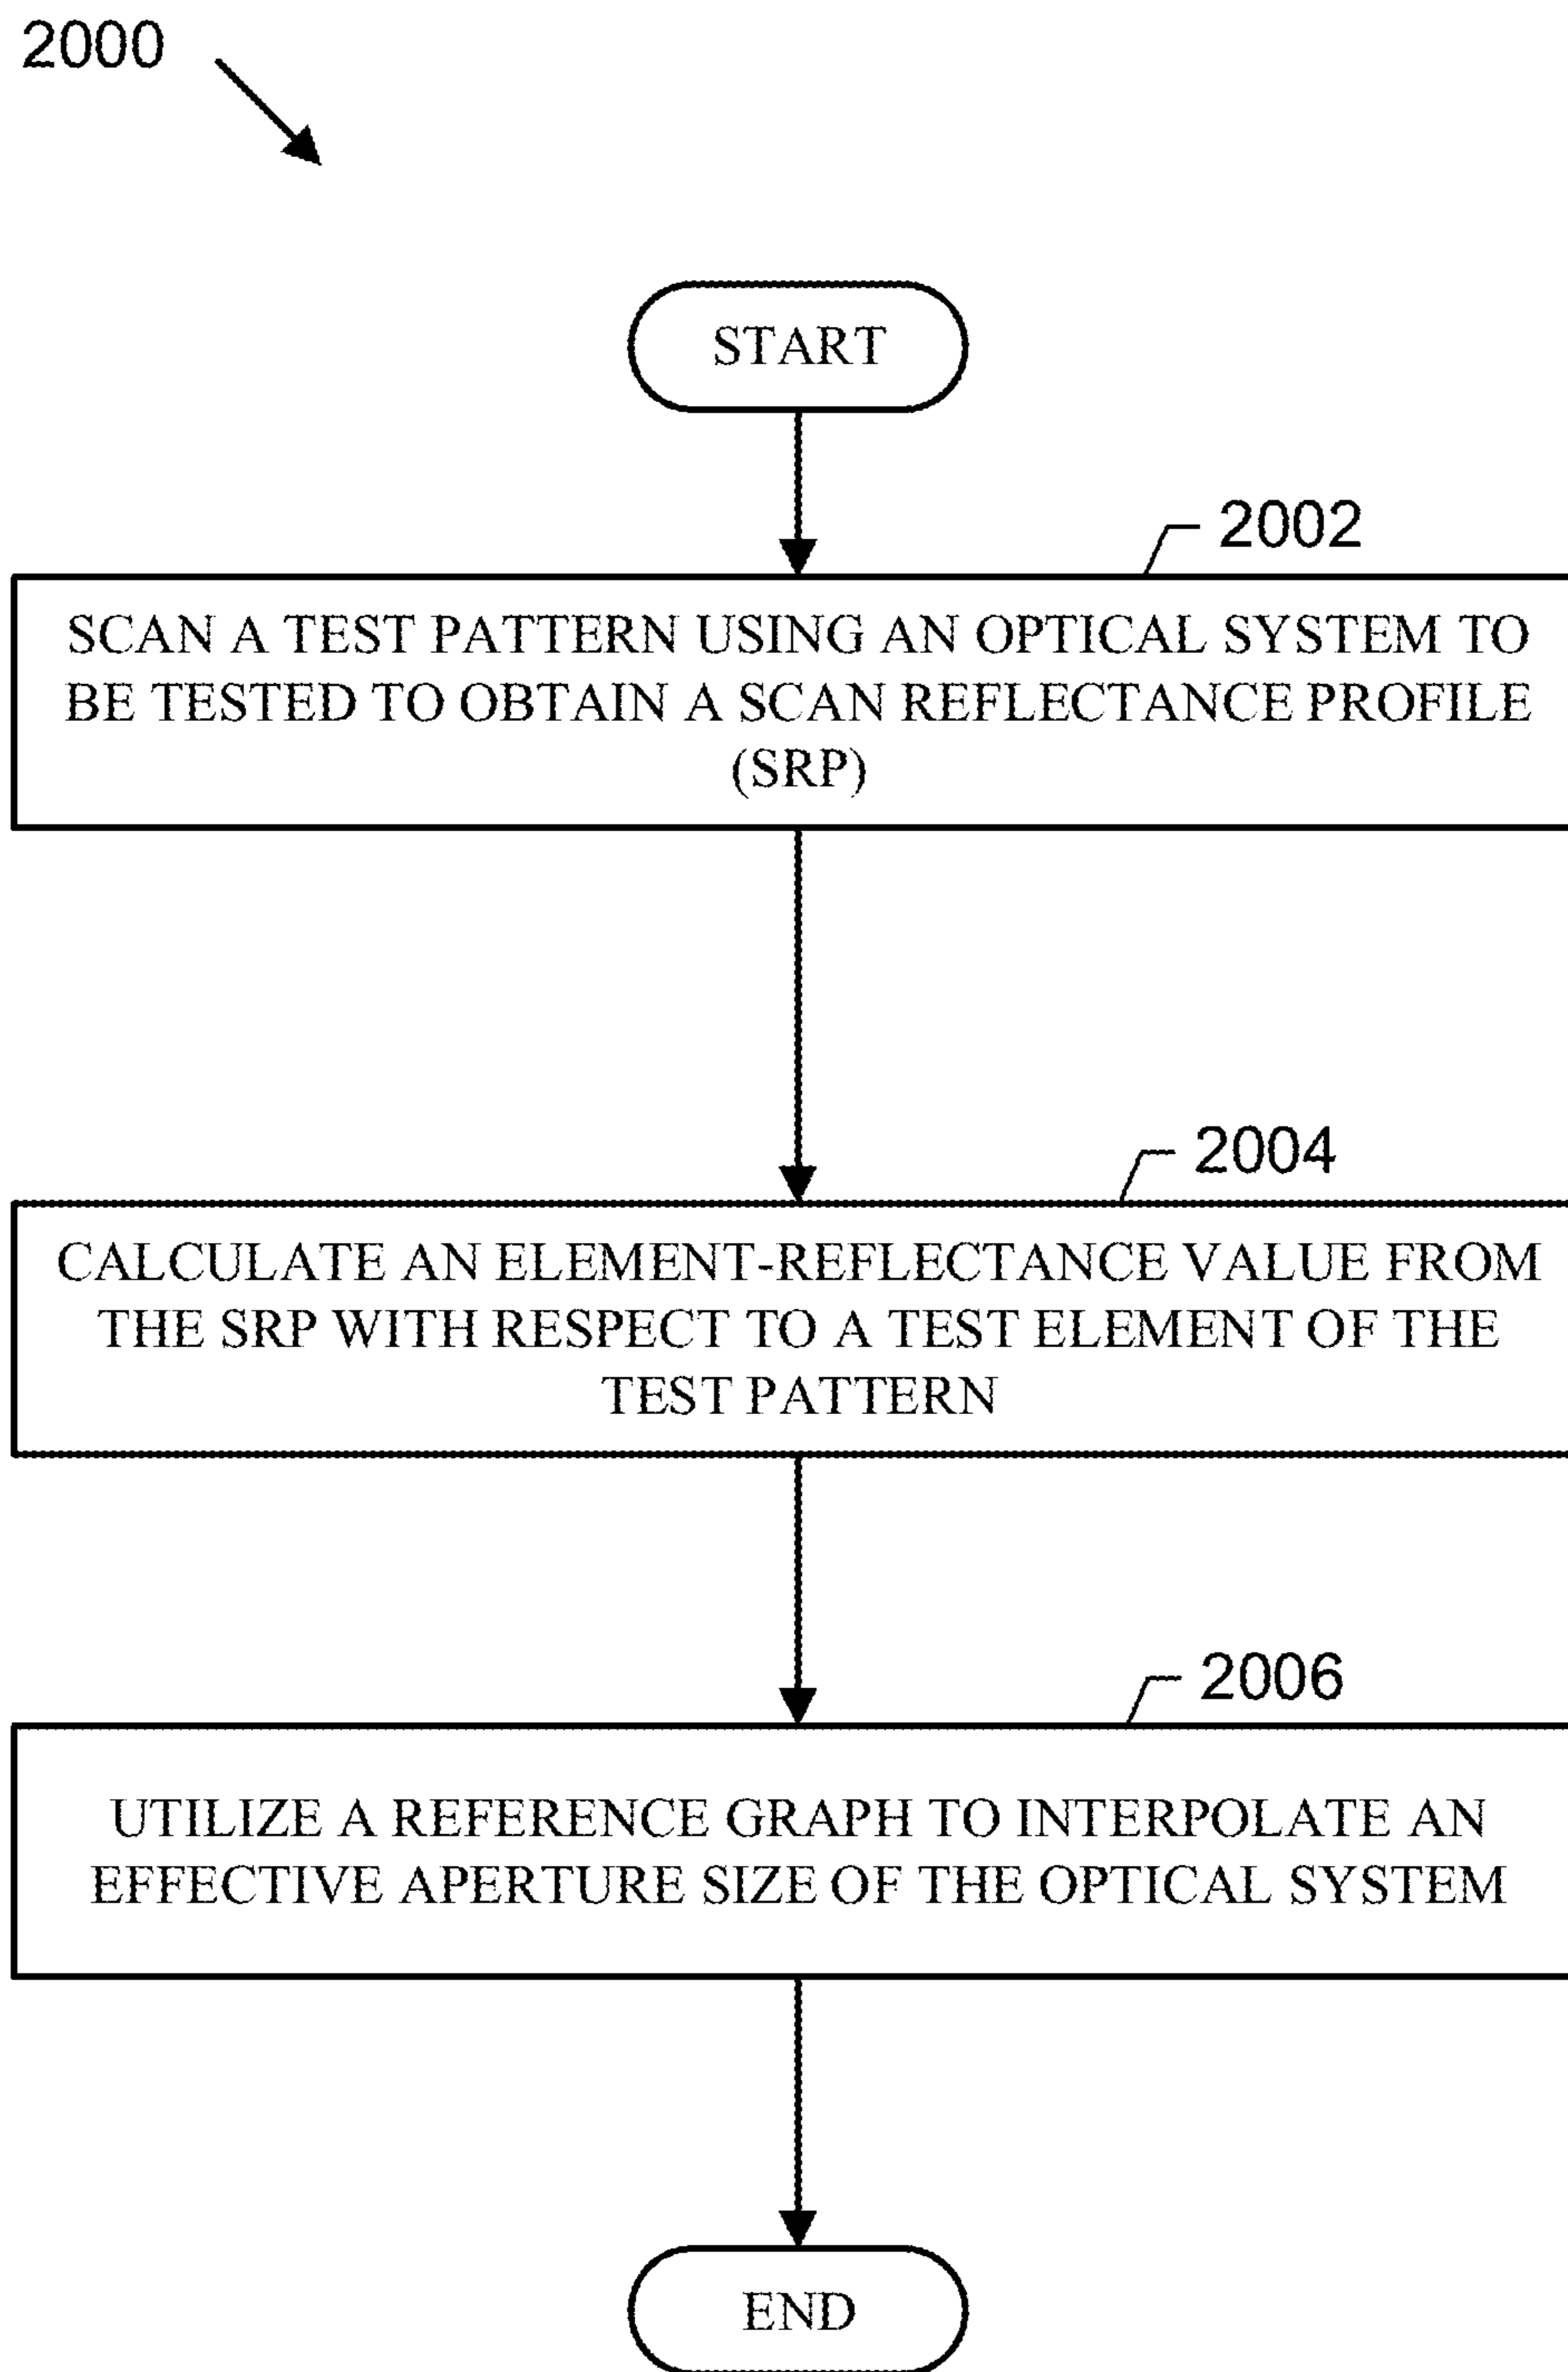 2000
START
2002
SCAN A TEST PATTERN USING AN OPTICAL SYSTEM TO
BE TESTED TO OBTAIN A SCAN REFLECTANCE PROFILE
(SRP)
2004
CALCULATE AN ELEMENT-REFLECTANCE VALUE FROM
THE SRP WITH RESPECT TO A TEST ELEMENT OF THE
TEST PATTERN
2006
UTILIZE A REFERENCE GRAPH TO INTERPOLATE AN
EFFECTIVE APERTURE SIZE OF THE OPTICAL SYSTEM
END